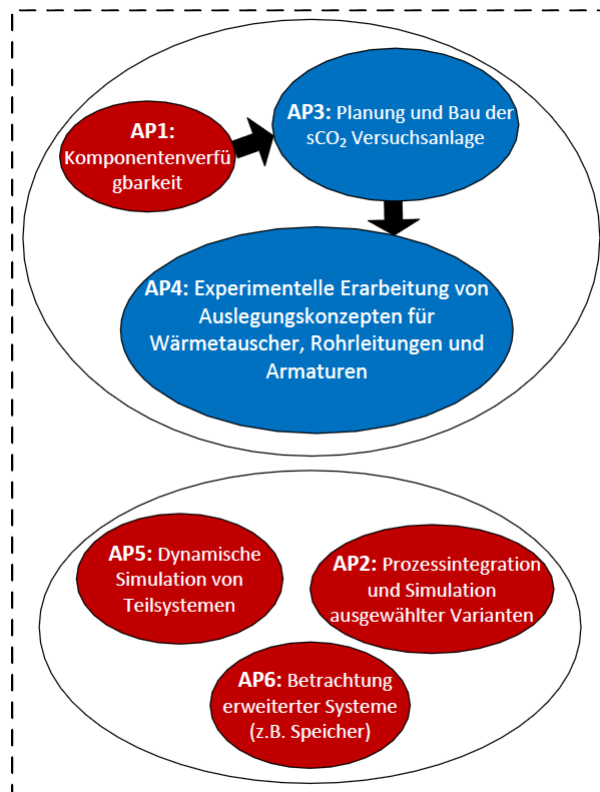 AP3: Planung und Bau der
sCO₂ Versuchsanlage
AP1:
Komponentenverfü
gbarkeit
AP4: Experimentelle Erarbeitung von
Auslegungskonzepten für
Wärmetauscher, Rohrleitungen und
Armaturen
AP5: Dynamische
Simulation von
Teilsystemen
AP2: Prozessintegration
und Simulation
ausgewählter Varianten
AP6: Betrachtung
erweiterter Systeme
(z.B. Speicher)